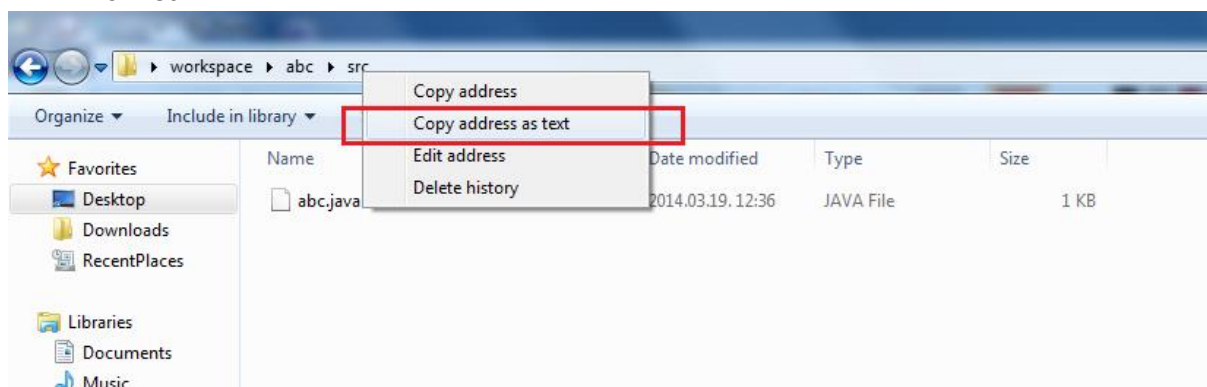 workspace ▸ abc ▸ src
Copy address
Organize Include in library Copy address as text
Favorites Name Edit address Date modified Type Size
Delete history
Desktop abc.java 2014.03.19. 12:36 JAVA File 1 KB
Downloads
RecentPlaces
Libraries
Documents
Music